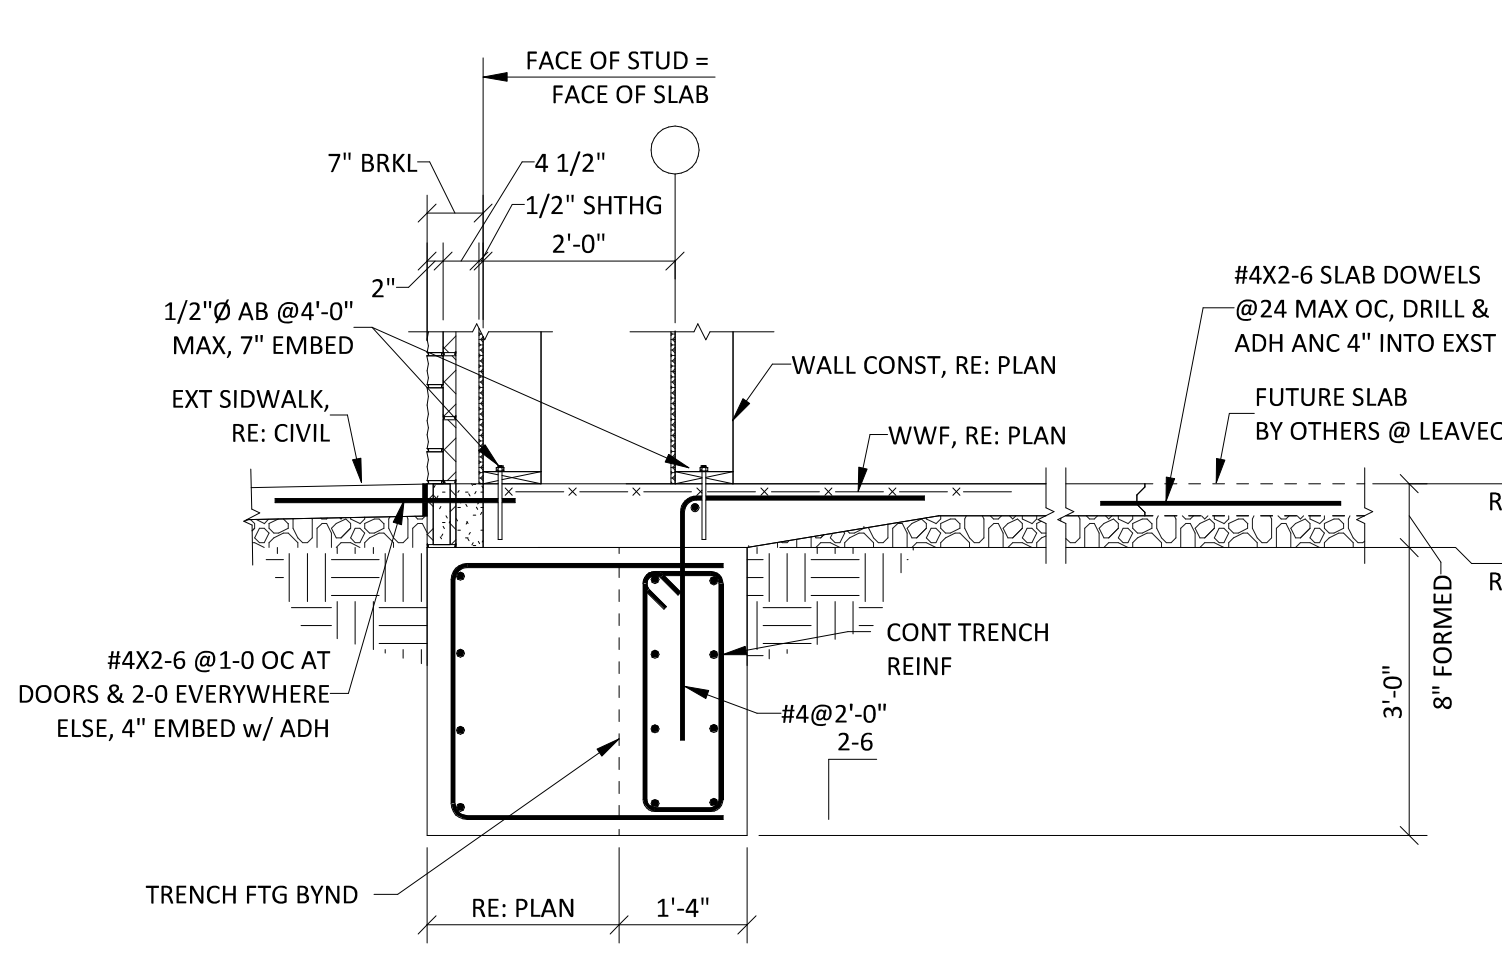 FACE OF STUD =
FACE OF SLAB
7" BRKL
4 1/2"
1/2" SHTHG
2'-0"
2"
1/2"Ø AB @4'-0"
MAX, 7" EMBED
#4X2-6 SLAB DOWELS
@24 MAX OC, DRILL &
ADH ANC 4" INTO EXST
WALL CONST, RE: PLAN
EXT SIDWALK,
RE: CIVIL
FUTURE SLAB
BY OTHERS @ LEAVEO
WWF, RE: PLAN
R
R
8" FORMED
3'-0"
CONT TRENCH
REINF
#4X2-6 @1-0 OC AT
DOORS & 2-0 EVERYWHERE
ELSE, 4" EMBED w/ ADH
#4@2'-0"
2-6
TRENCH FTG BYND
RE: PLAN
1'-4"